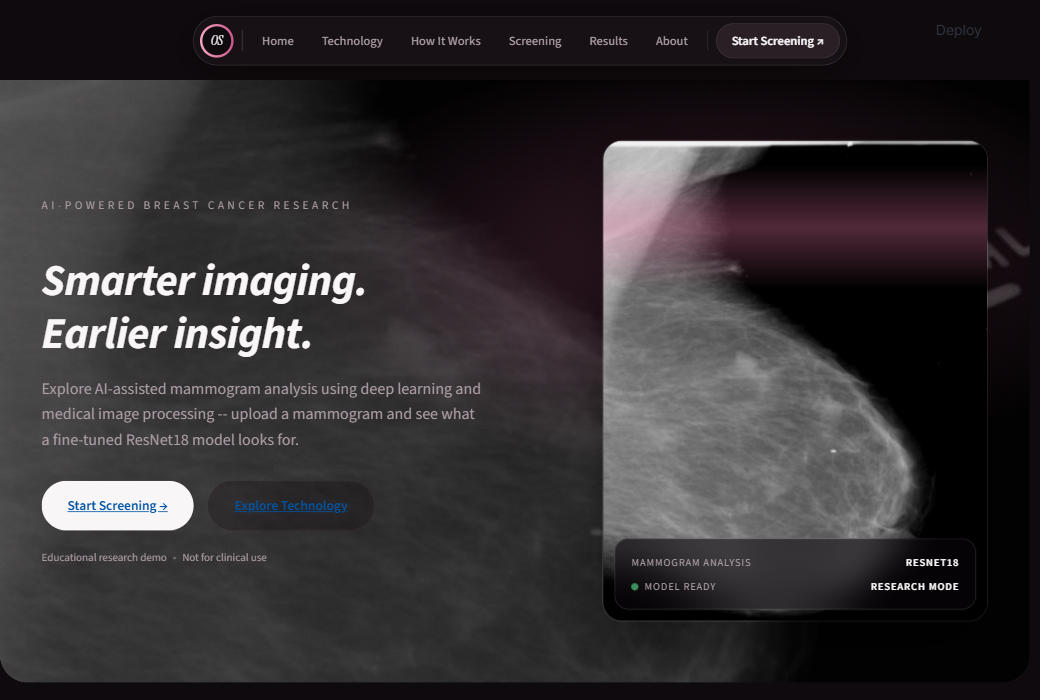 OS
Home
Technology
How It Works
Screening
Results
About
Start Screening ↗
Deploy
AI-POWERED BREAST CANCER RESEARCH
Smarter imaging.
Earlier insight.
Explore AI-assisted mammogram analysis using deep learning and
medical image processing -- upload a mammogram and see what
a fine-tuned ResNet18 model looks for.
Start Screening →
Explore Technology
Educational research demo • Not for clinical use
MAMMOGRAM ANALYSIS
RESNET18
MODEL READY
RESEARCH MODE